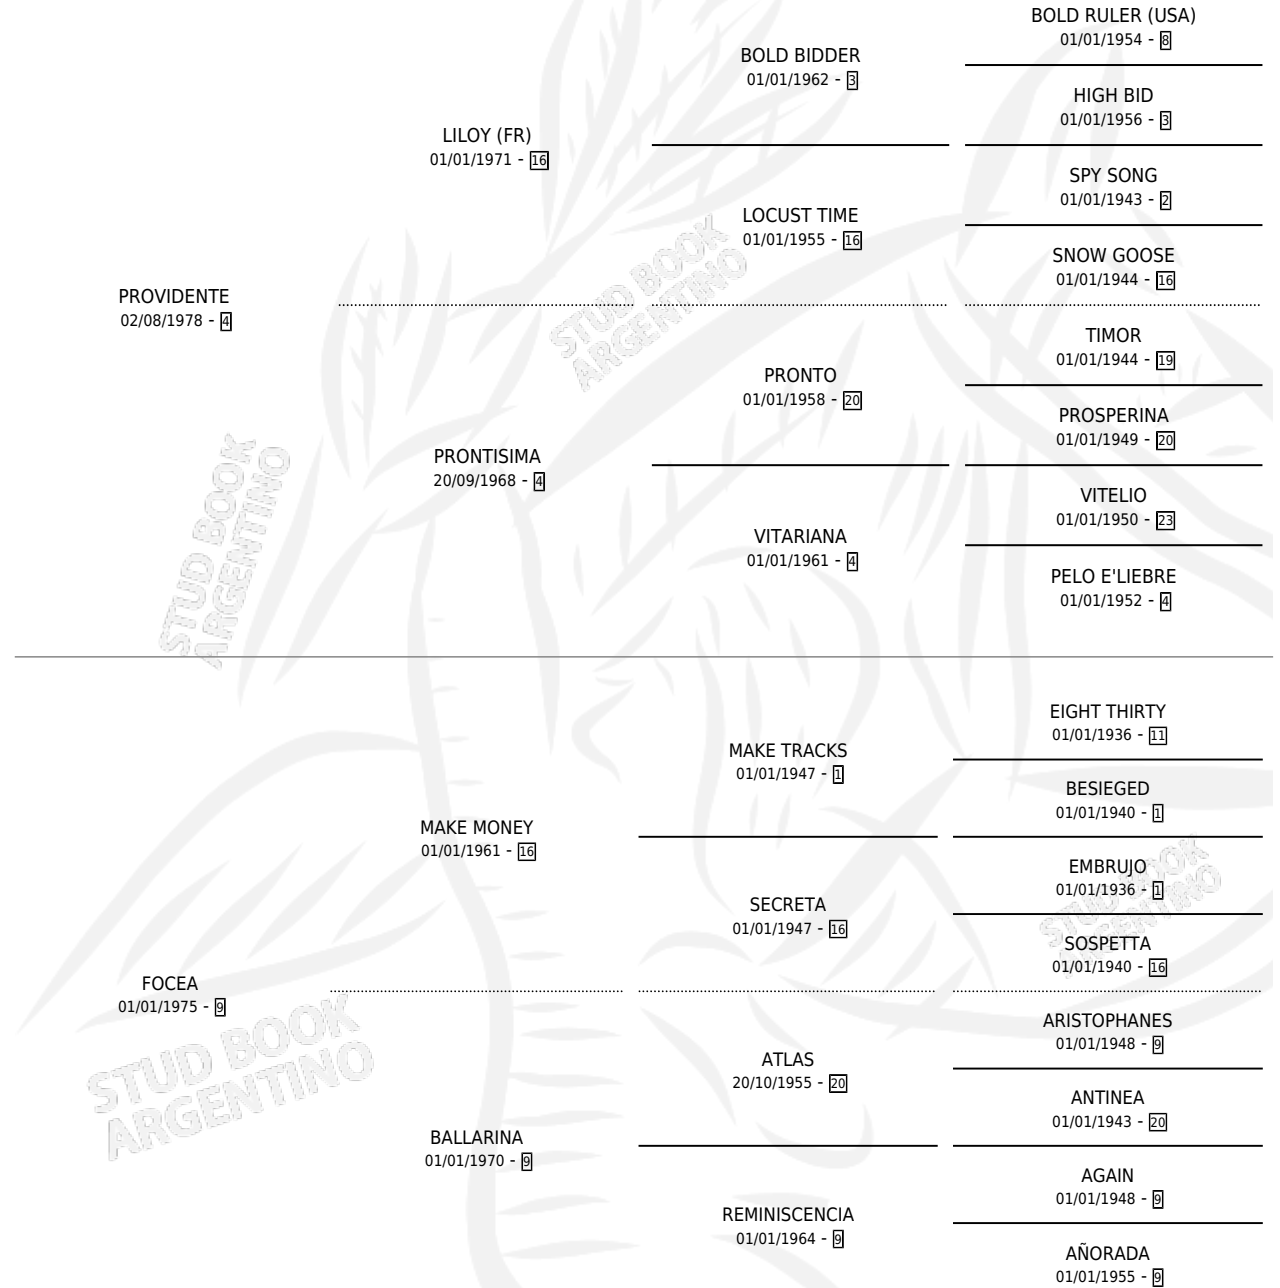 BOLD RULER (USA)
01/01/1954 - 8
BOLD BIDDER
01/01/1962 - 3
HIGH BID
01/01/1956 - 3
LILOY (FR)
01/01/1971 - 16
SPY SONG
01/01/1943 - 2
LOCUST TIME
01/01/1955 - 16
SNOW GOOSE
01/01/1944 - 16
PROVIDENTE
02/08/1978 - 4
TIMOR
01/01/1944 - 19
PRONTO
01/01/1958 - 20
PROSPERINA
01/01/1949 - 20
PRONTISIMA
20/09/1968 - 4
VITELIO
01/01/1950 - 23
VITARIANA
01/01/1961 - 4
PELO E'LIEBRE
01/01/1952 - 4
EIGHT THIRTY
01/01/1936 - 11
MAKE TRACKS
01/01/1947 - 1
BESIEGED
01/01/1940 - 1
MAKE MONEY
01/01/1961 - 16
EMBRUJO
01/01/1936 - 1
SECRETA
01/01/1947 - 16
SOSPETTA
01/01/1940 - 16
FOCEA
01/01/1975 - 9
ARISTOPHANES
01/01/1948 - 9
ATLAS
20/10/1955 - 20
ANTINEA
01/01/1943 - 20
BALLARINA
01/01/1970 - 9
AGAIN
01/01/1948 - 9
REMINISCENCIA
01/01/1964 - 9
AÑORADA
01/01/1955 - 9
STUD BOOK
ARGENTINO
STUD BOOK
ARGENTINO
STUD BOOK
ARGENTINO
STUD BOOK
ARGENTINO